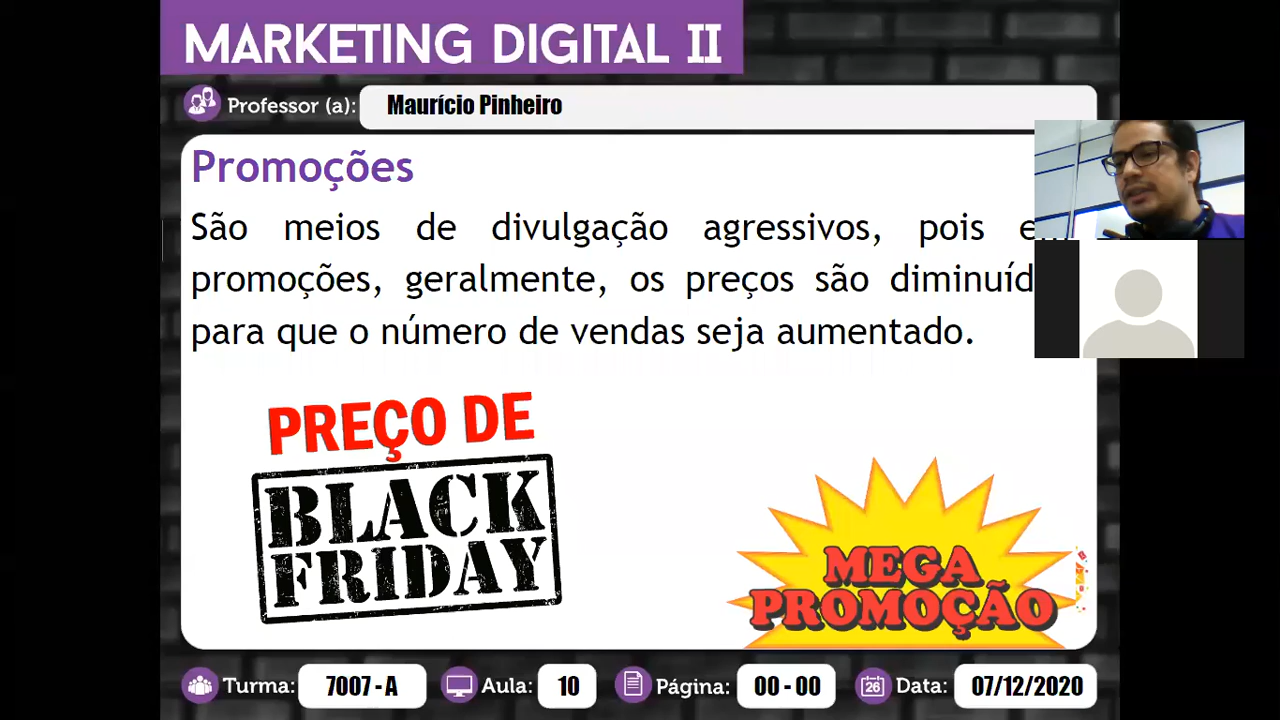 MARKETING DIGITAL II
Professor (a): Maurício Pinheiro
Promoções
São meios de divulgação agressivos, pois
promoções, geralmente, os preços são
para que o número de vendas seja aumentado.
PREÇO DE
BLACK
FRIDAY
MEGA
PROMOÇÃO
Turma: 7007 - A Aula: 10 Página: 00 - 00 26 Data: 07/12/2020